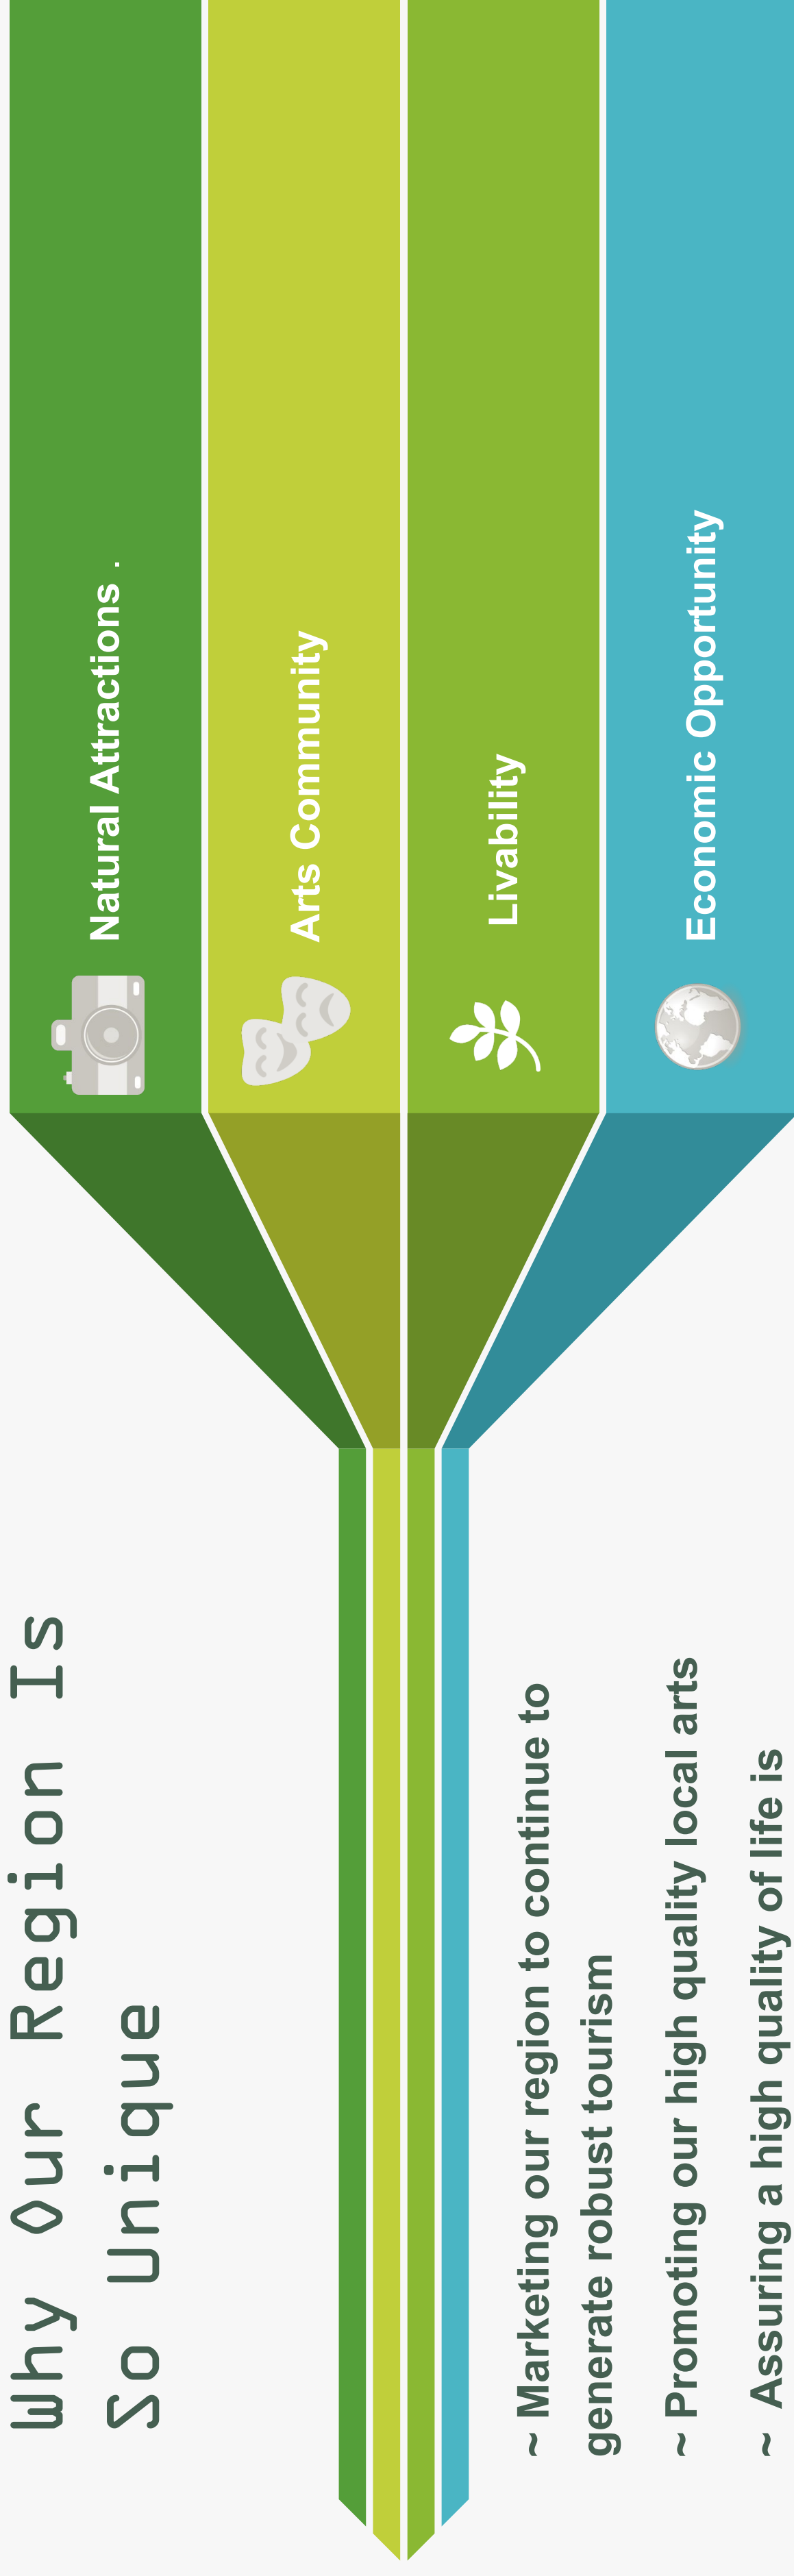 Why Our Region Is
So Unique
Natural Attractions .
Arts Community
Livability
Economic Opportunity
~ Marketing our region to continue to
generate robust tourism
~ Promoting our high quality local arts
~ Assuring a high quality of life is